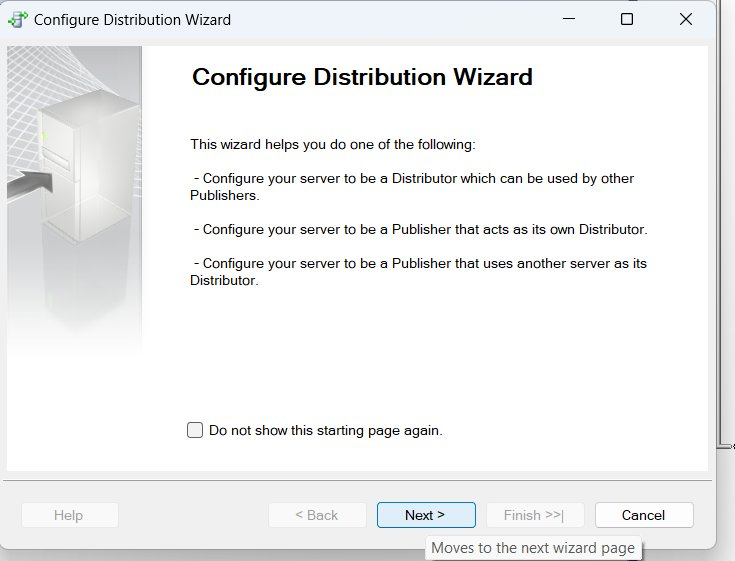 Configure Distribution Wizard
Configure Distribution Wizard
This wizard helps you do one of the following:
- Configure your server to be a Distributor which can be used by other
Publishers.
- Configure your server to be a Publisher that acts as its own Distributor.
- Configure your server to be a Publisher that uses another server as its
Distributor.
Do not show this starting page again.
Help
< Back
Next >
Finish >>|
Cancel
Moves to the next wizard page